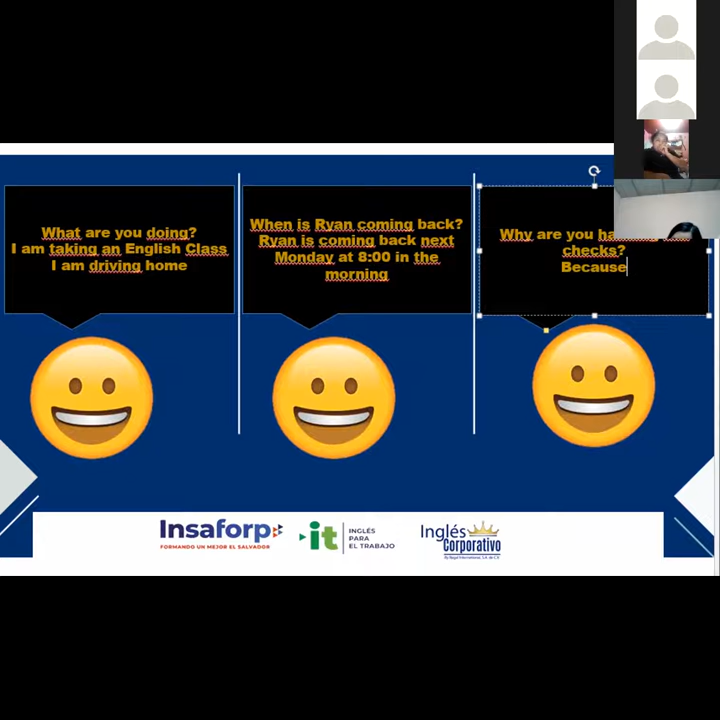 What are you doing?
I am taking an English Class
I am driving home
When is Ryan coming back?
Ryan is coming back next
Monday at 8:00 in the
morning
Why are you
checks?
Because
Insaforp
FORMANDO UN MEJOR EL SALVADOR
it
INGLÉS
PARA
EL TRABAJO
Inglés
Corporativo